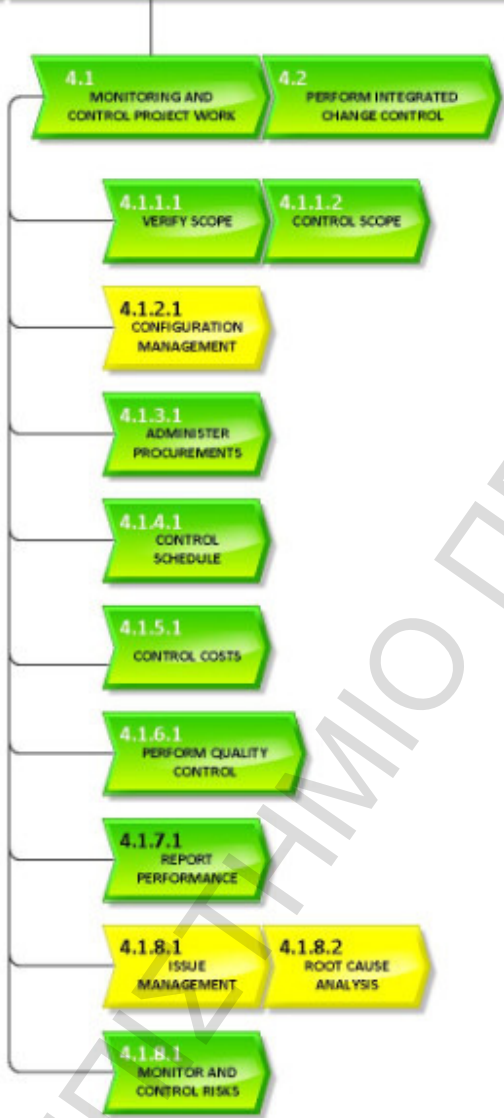 4.1
MONITORING AND
CONTROL PROJECT WORK
4.2
PERFORM INTEGRATED
CHANGE CONTROL
4.1.1.1
VERIFY SCOPE
4.1.1.2
CONTROL SCOPE
4.1.2.1
CONFIGURATION
MANAGEMENT
4.1.3.1
ADMINISTER
PROCUREMENTS
4.1.4.1
CONTROL
SCHEDULE
4.1.5.1
CONTROL COSTS
4.1.6.1
PERFORM QUALITY
CONTROL
4.1.7.1
REPORT
PERFORMANCE
4.1.8.1
ISSUE
MANAGEMENT
4.1.8.2
ROOT CAUSE
ANALYSIS
4.1.8.1
MONITOR AND
CONTROL RISKS